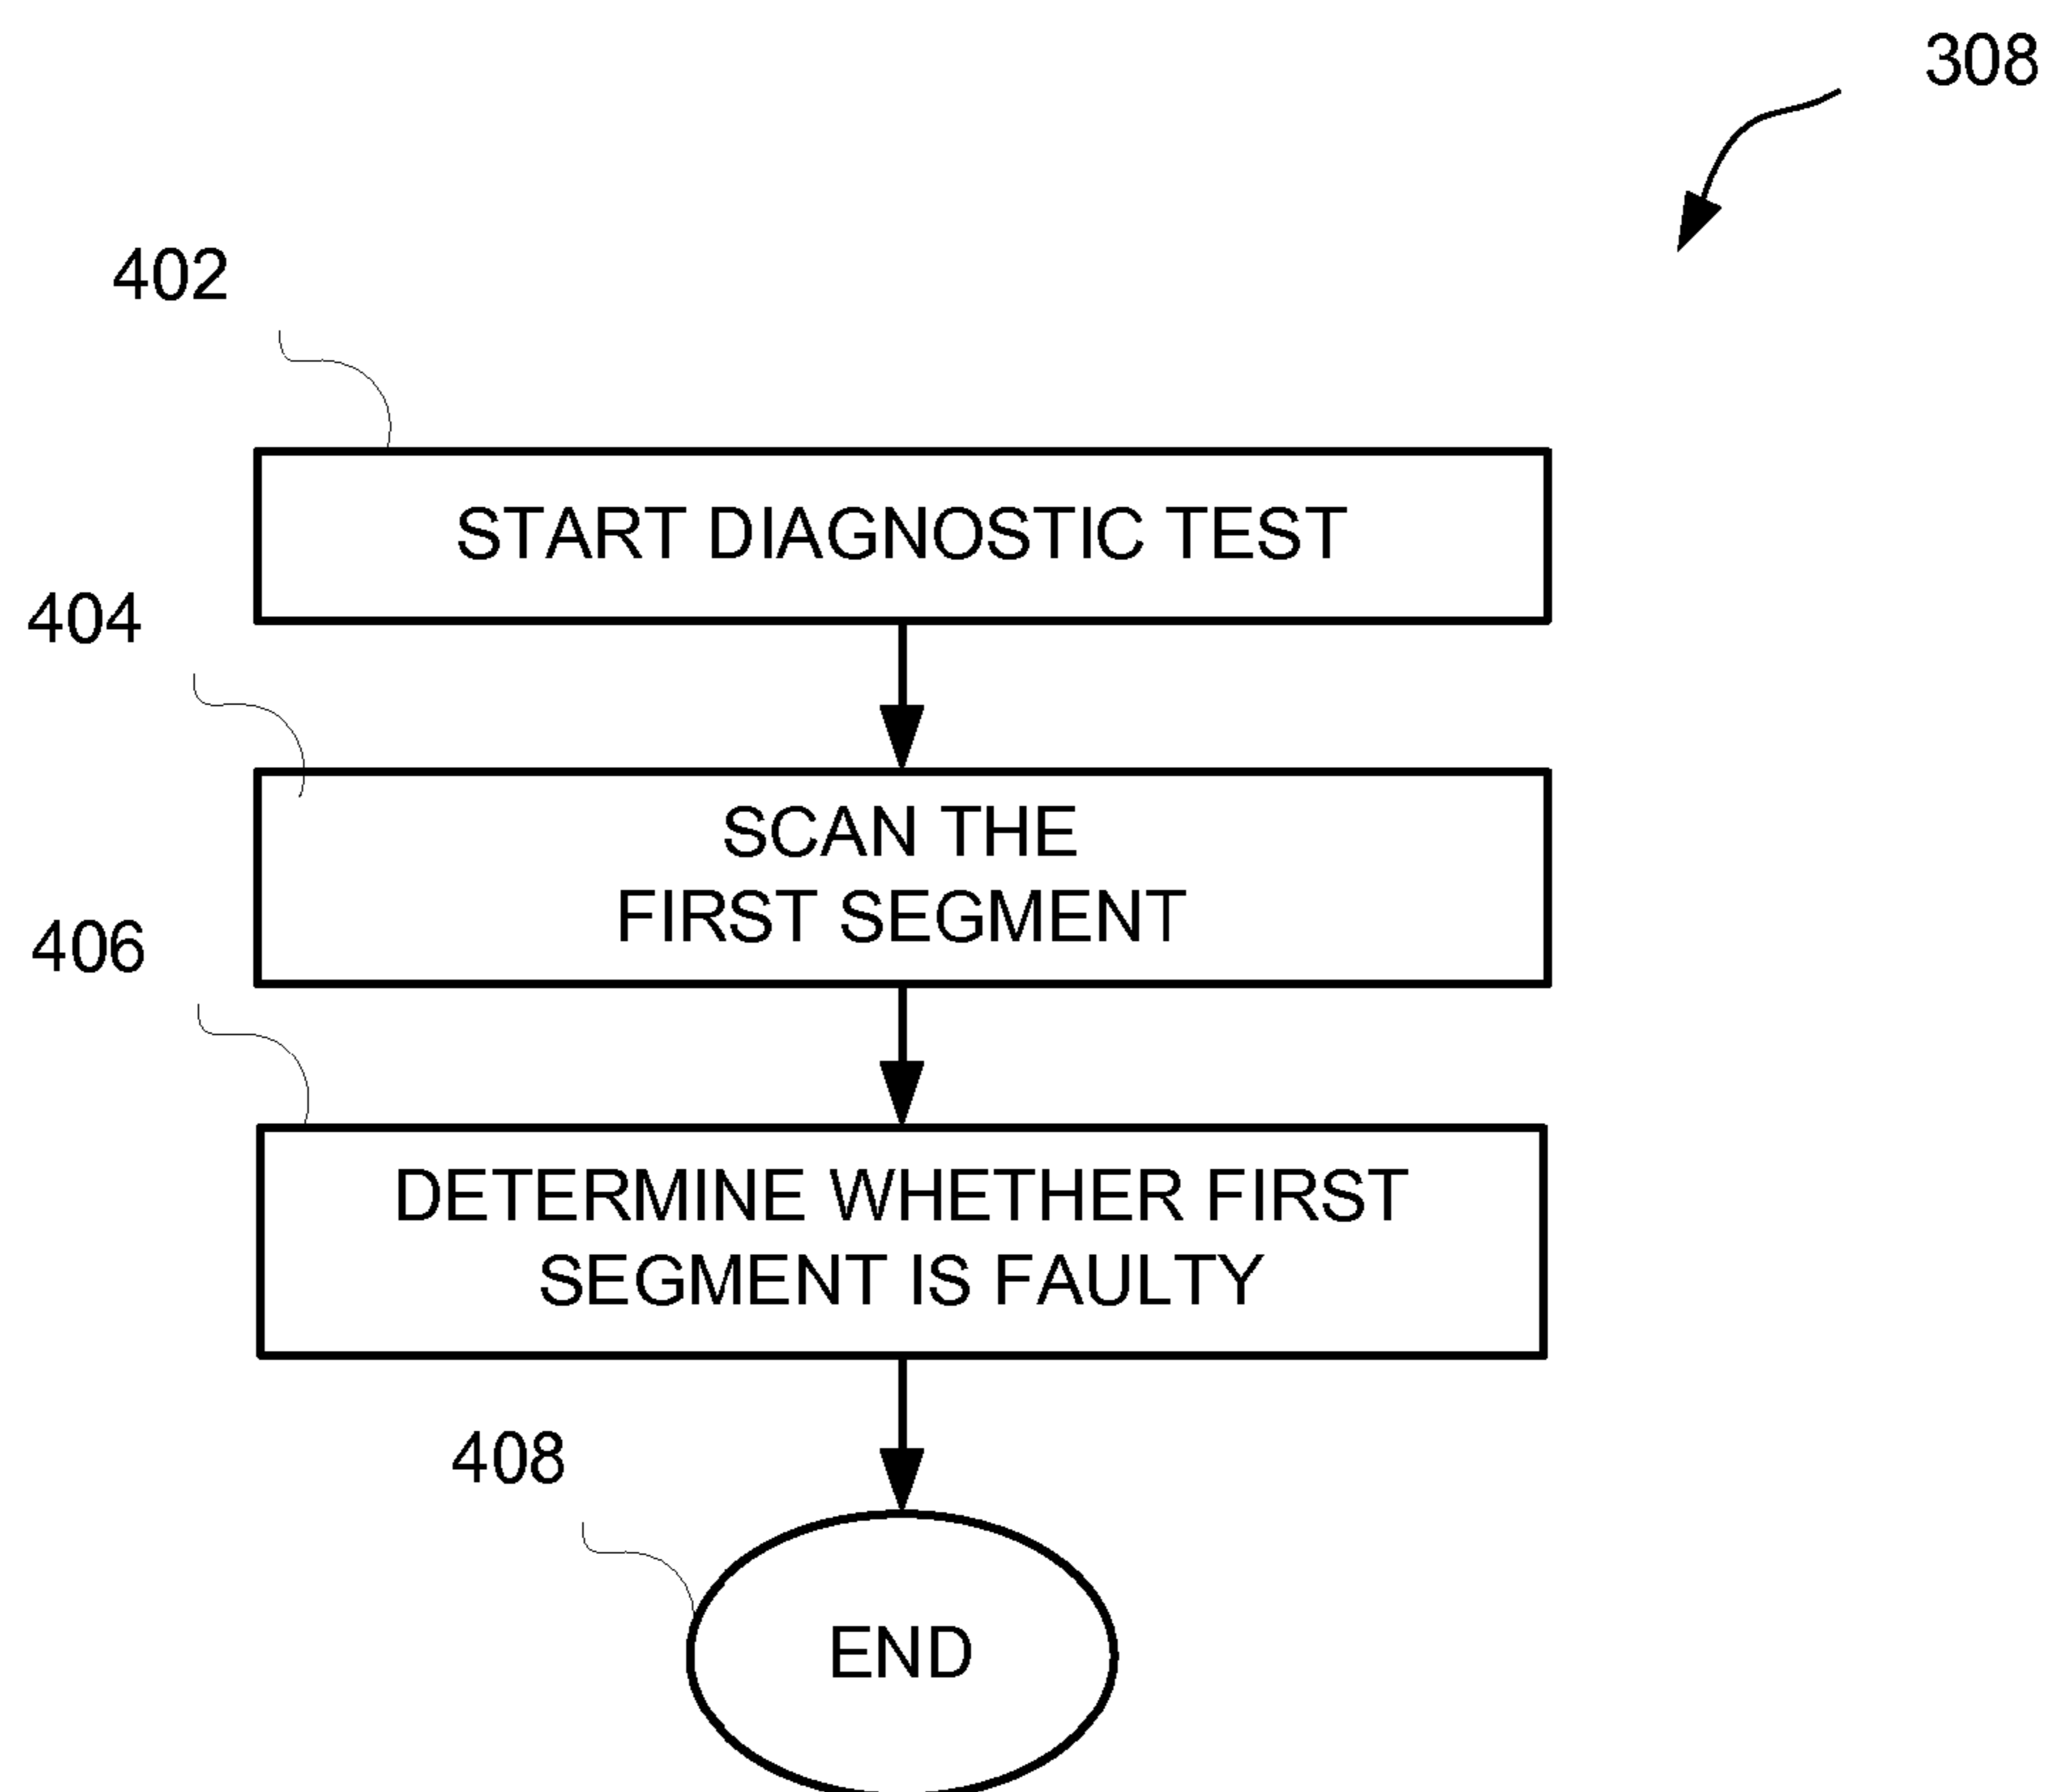 308
402
START DIAGNOSTIC TEST
404
SCAN THE
FIRST SEGMENT
406
DETERMINE WHETHER FIRST
SEGMENT IS FAULTY
408
END